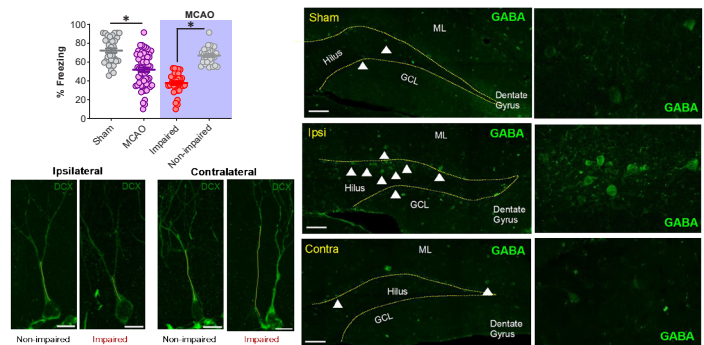 MCAO
*
*
100
80
60
40
20
0
% Freezing
Sham
MCAO
Impaired
Non-impaired
Ipsilateral
Contralateral
DCX
DCX
DCX
DCX
Non-impaired
Impaired
Non-impaired
Impaired
Sham
ML
GABA
Hilus
GCL
Dentate
Gyrus
GABA
Ipsi
ML
GABA
Hilus
GCL
Dentate
Gyrus
GABA
Contra
ML
GABA
Hilus
GCL
Dentate
Gyrus
GABA